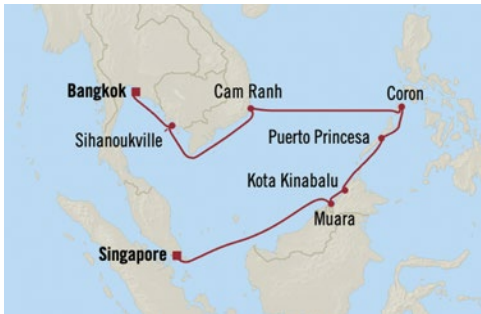 Bangkok
Cam Ranh
Coron
Sihanoukville
Puerto Princesa
Kota Kinabalu
Muara
Singapore